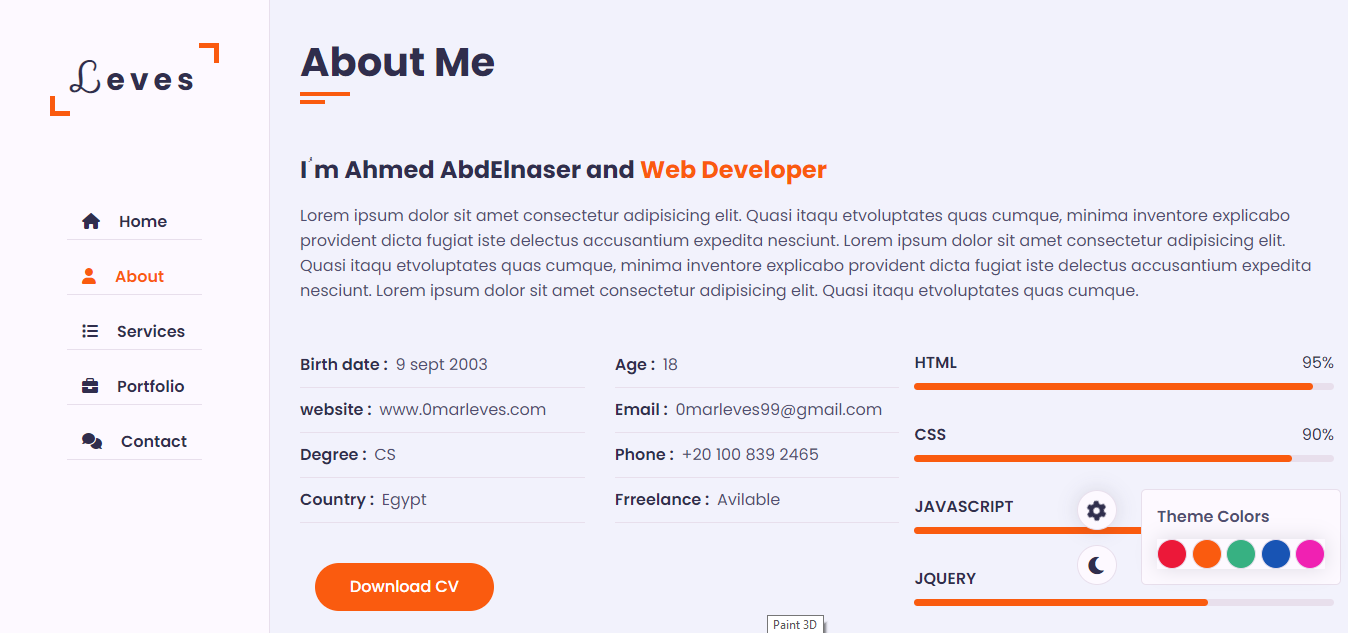 Leves
Home
About
Services
Portfolio
Contact
About Me
I'm Ahmed AbdElnaser and Web Developer
Lorem ipsum dolor sit amet consectetur adipisicing elit. Quasi itaqu etvoluptates quas cumque, minima inventore explicabo
provident dicta fugiat iste delectus accusantium expedita nesciunt. Lorem ipsum dolor sit amet consectetur adipisicing elit.
Quasi itaqu etvoluptates quas cumque, minima inventore explicabo provident dicta fugiat iste delectus accusantium expedita
nesciunt. Lorem ipsum dolor sit amet consectetur adipisicing elit. Quasi itaqu etvoluptates quas cumque.
Birth date : 9 sept 2003
Age : 18
website : www.0marleves.com
Email : 0marleves99@gmail.com
Degree : CS
Phone : +20 100 839 2465
Country : Egypt
Frreelance : Avilable
Download CV
HTML 95%
CSS 90%
JAVASCRIPT
JQUERY
Theme Colors
Paint 3D